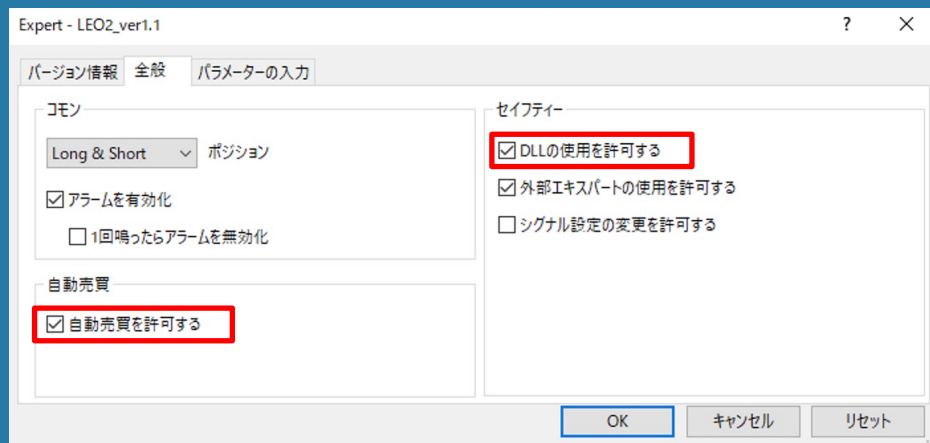 Expert - LEO2_ver1.1
バージョン情報
全般
パラメーターの入力
コモン
Long & Short
ポジション
アラームを有効化
1回鳴ったらアラームを無効化
自動売買
自動売買を許可する
セイフティー
DLLの使用を許可する
外部エキスパートの使用を許可する
シグナル設定の変更を許可する
OK
キャンセル
リセット